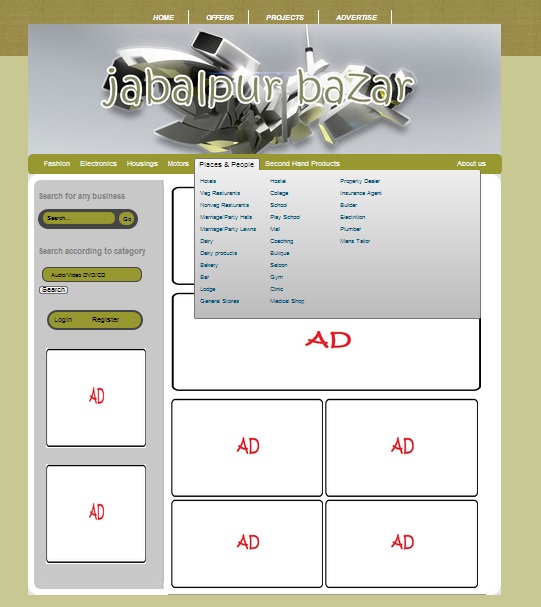 HOME OFFERS PROJECTS ADVERTISE
jabalpur bazar
Fashion Electronics Housings Motors Places & People Second Hand Products About us
Search for any business
Search... Go
Search according to category
Audio/Video DVD/CD
Search
Login Register
AD
AD
Hotels Hostel Property Dealer
Veg Resturants College Insurance Agent
Nonveg Resturants School Builder
Marriage/Party Halls Play School Electrition
Marriage/Party Lawns Mall Plumber
Dairy Coaching Mens Tailor
Dairy products Butique
Bakery Saloon
Bar Gym
Lodge Clinic
General Stores Medical Shop
AD
AD AD
AD AD